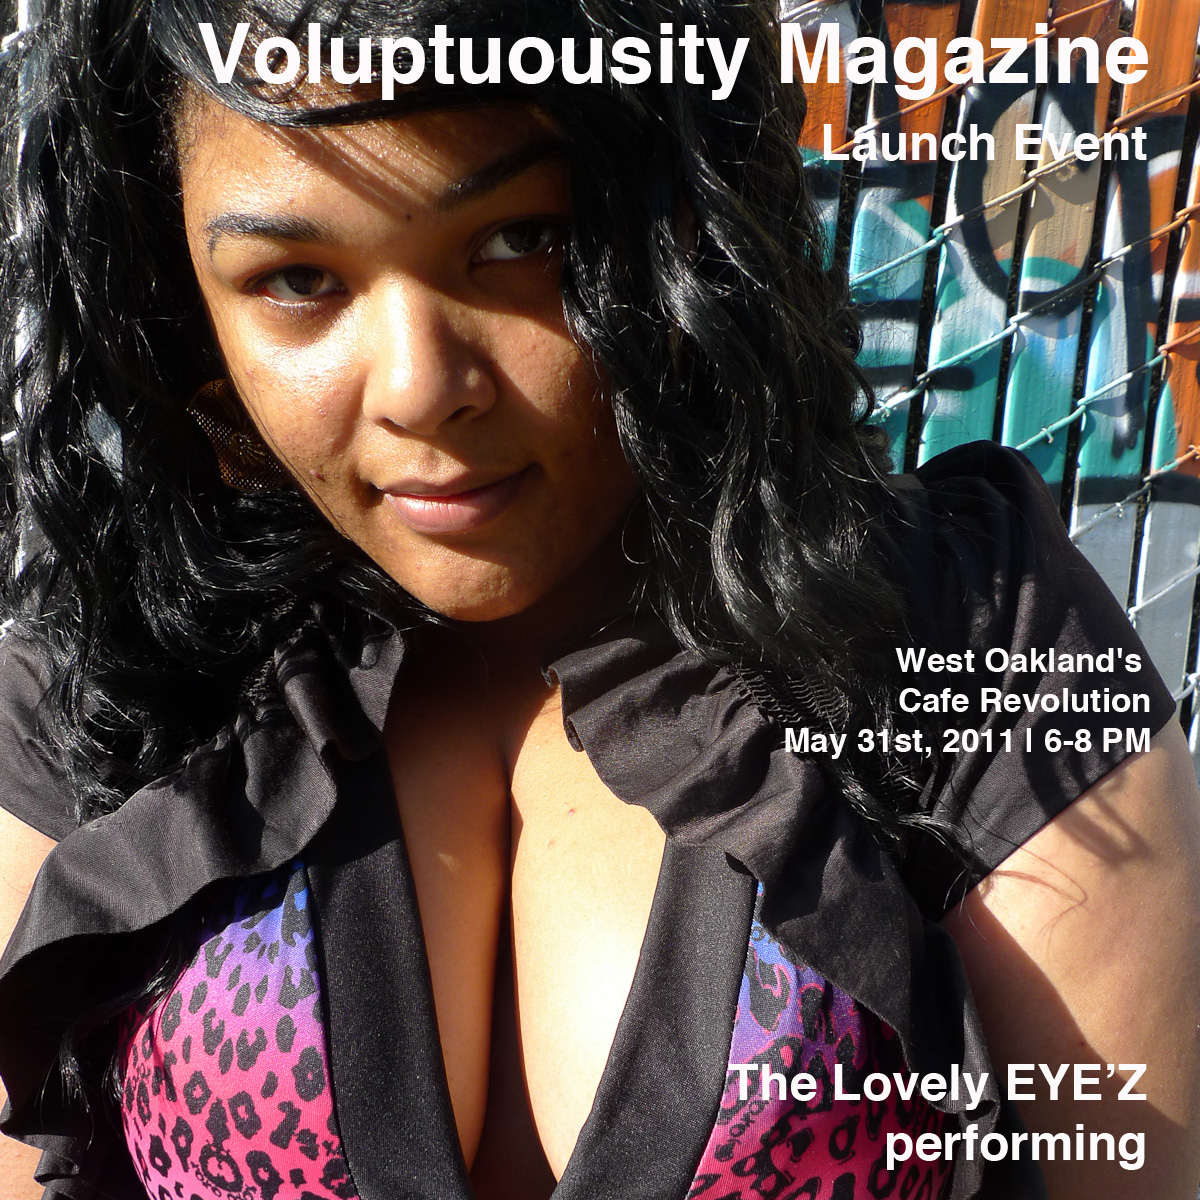 Voluptuousity Magazine
Launch Event
West Oakland's
Cafe Revolution
May 31st, 2011 | 6-8 PM
The Lovely EYE’Z
performing